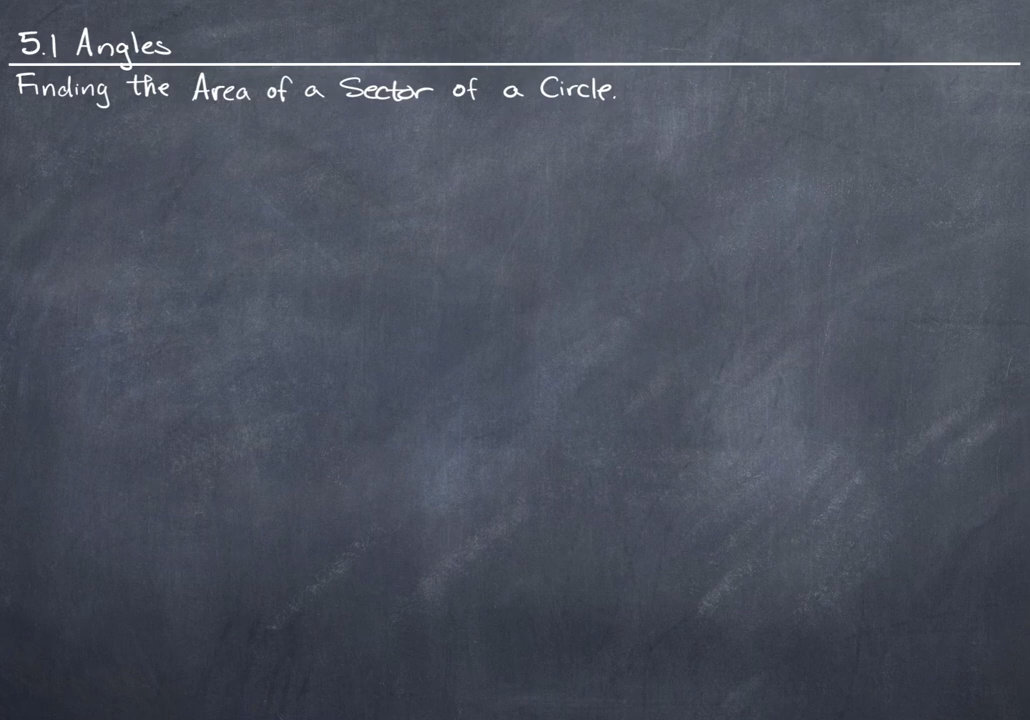 5.1 Angles
Finding the Area of a Sector of a Circle.